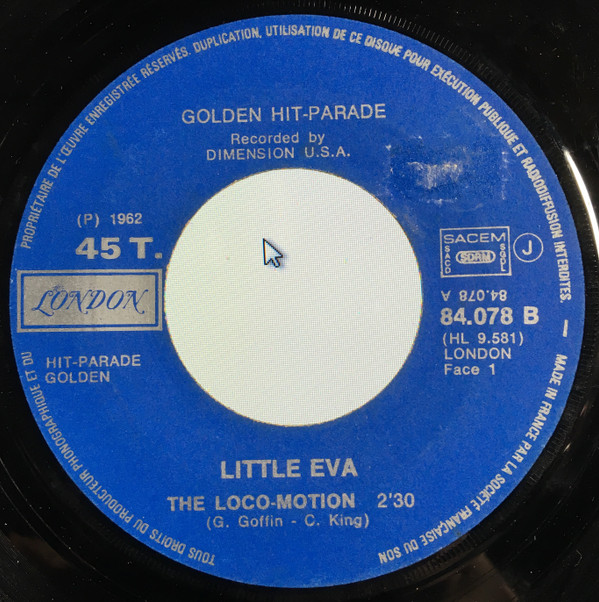 PROPRIÉTAIRE DE L'ŒUVRE ENREGISTRÉE RÉSERVÉS. DUPLICATION, UTILISATION DE CE DISQUE POUR EXÉCUTION PUBLIQUE ET RADIODIFFUSION INTERDITES. — MADE IN FRANCE PAR LA SOCIÉTÉ FRANÇAISE DU SON
TOUS DROITS DU PRODUCTEUR PHONOGRAPHIQUE ET DU
GOLDEN HIT-PARADE
Recorded by
DIMENSION U.S.A.
(P) 1962
45 T.
LONDON
HIT-PARADE
GOLDEN
SACEM
SACD
SDRM
SGDL
J
84.078 A
84.078 B
(HL 9.581)
LONDON
Face 1
LITTLE EVA
THE LOCO-MOTION 2'30
(G. Goffin - C. King)